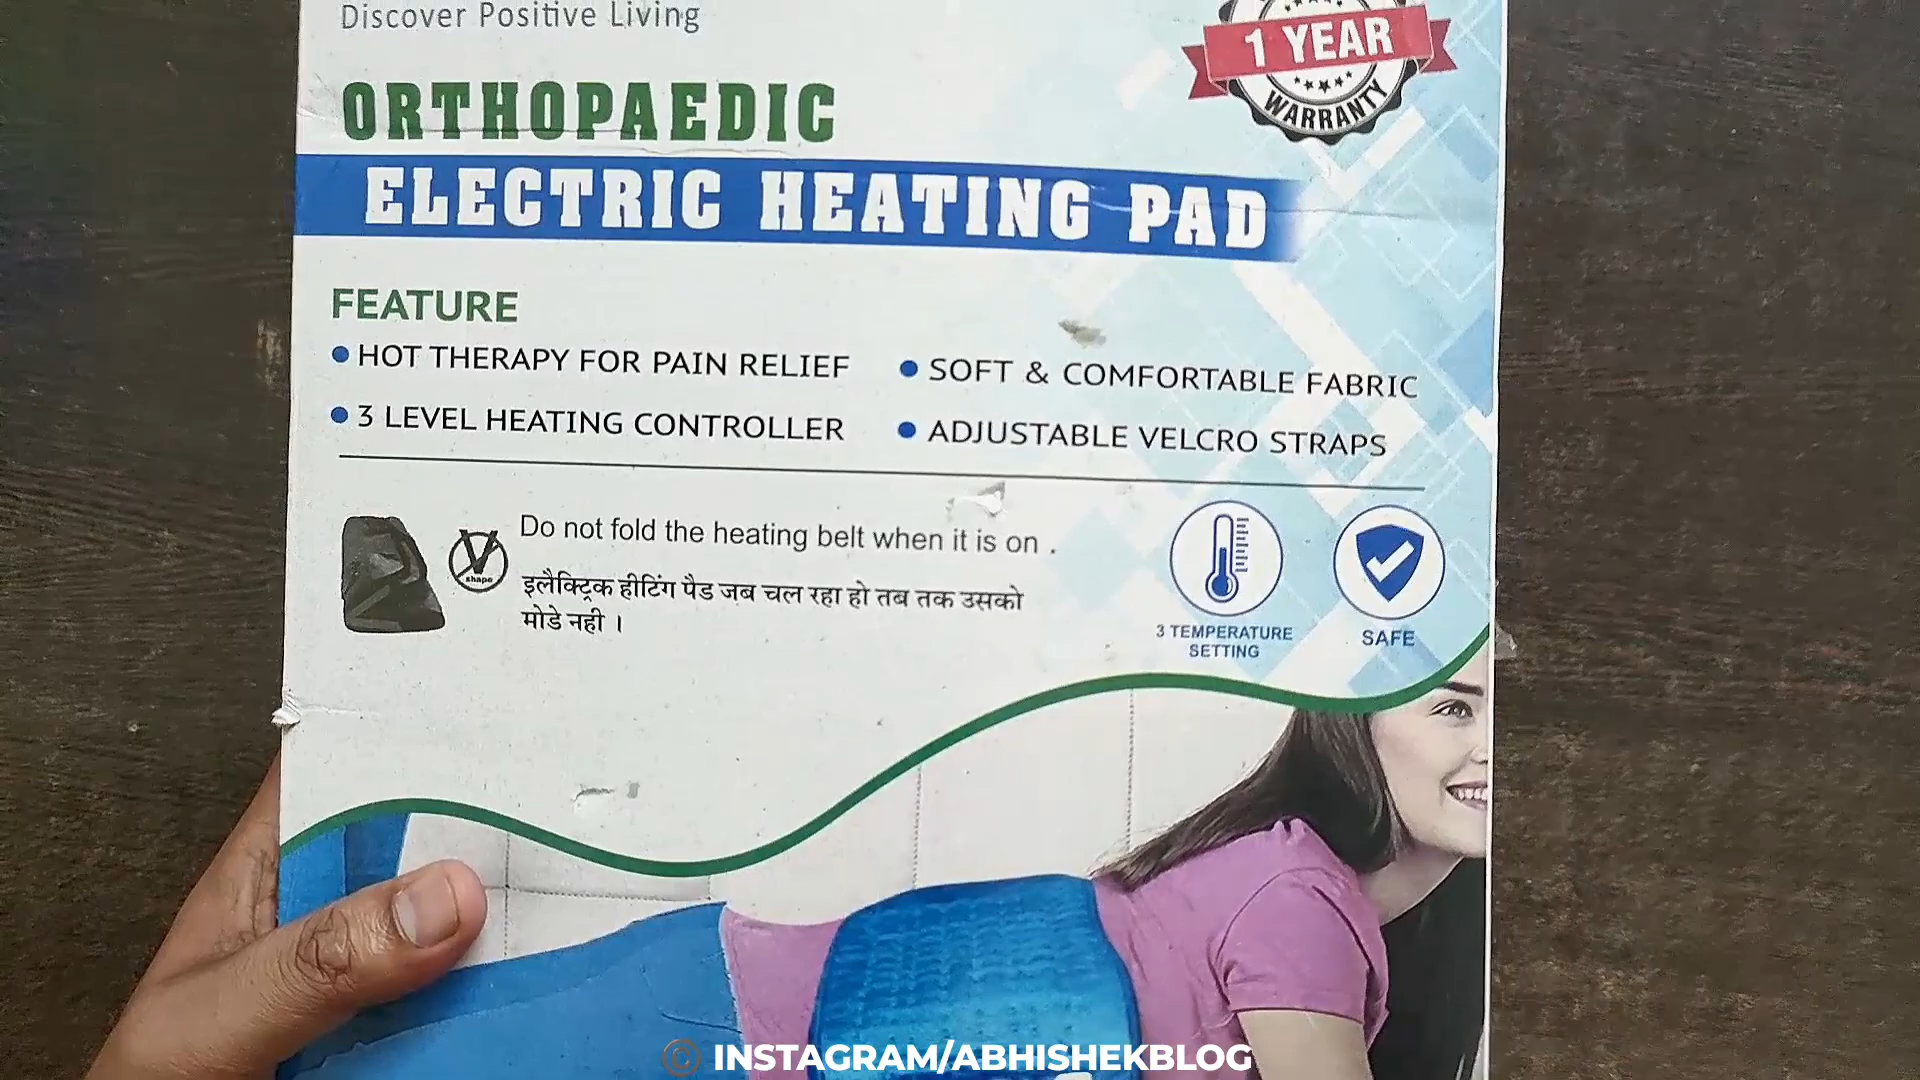 Discover Positive Living
1 YEAR
WARRANTY
ORTHOPAEDIC
ELECTRIC HEATING PAD
FEATURE
HOT THERAPY FOR PAIN RELIEF
SOFT & COMFORTABLE FABRIC
3 LEVEL HEATING CONTROLLER
ADJUSTABLE VELCRO STRAPS
V
shape
Do not fold the heating belt when it is on .
इलैक्ट्रिक हीटिंग पैड जब चल रहा हो तब तक उसको
मोडे नही ।
3 TEMPERATURE
SETTING
SAFE
© INSTAGRAM/ABHISHEKBLOG